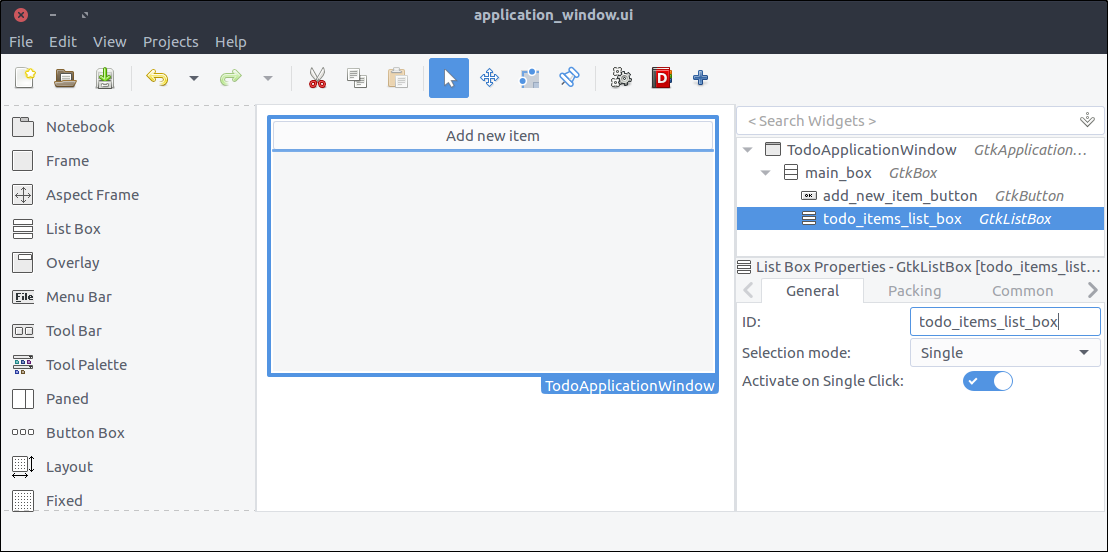 application_window.ui
File Edit View Projects Help
Notebook
Frame
Aspect Frame
List Box
Overlay
File Menu Bar
Tool Bar
Tool Palette
Paned
Button Box
Layout
Fixed
Add new item
TodoApplicationWindow
< Search Widgets >
TodoApplicationWindow GtkApplication...
main_box GtkBox
OK add_new_item_button GtkButton
todo_items_list_box GtkListBox
List Box Properties - GtkListBox [todo_items_list...
General Packing Common
ID: todo_items_list_box
Selection mode: Single
Activate on Single Click: